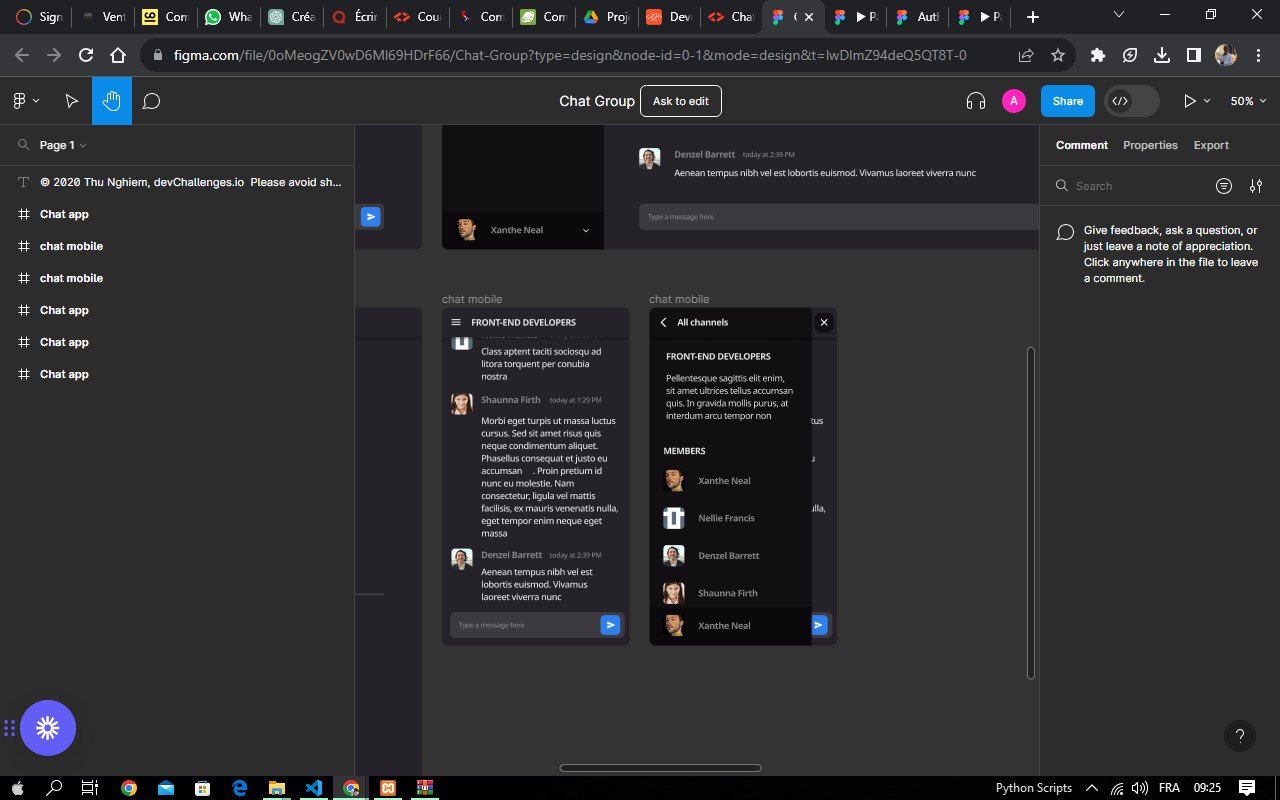 Sign
Vent
Com
Wha
Créa
Écrir
Cou
Com
Com
Proje
Deve
Chat
Auth
figma.com/file/0oMeogZV0wD6Ml69HDrF66/Chat-Group?type=design&node-id=0-1&mode=design&t=lwDlmZ94deQ5QT8T-0
Chat Group
Ask to edit
A
Share
50%
Page 1
© 2020 Thu Nghiem, devChallenges.io Please avoid sh...
Chat app
chat mobile
chat mobile
Chat app
Chat app
Chat app
Xanthe Neal
Denzel Barrett today at 2:39 PM
Aenean tempus nibh vel est lobortis euismod. Vivamus laoreet viverra nunc
Type a message here
chat mobile
FRONT-END DEVELOPERS
Class aptent taciti sociosqu ad
litora torquent per conubia
nostra
Shaunna Firth today at 1:29 PM
Morbi eget turpis ut massa luctus
cursus. Sed sit amet risus quis
neque condimentum aliquet.
Phasellus consequat et justo eu
accumsan . Proin pretium id
nunc eu molestie. Nam
consectetur, ligula vel mattis
facilisis, ex mauris venenatis nulla,
eget tempor enim neque eget
massa
Denzel Barrett today at 2:39 PM
Aenean tempus nibh vel est
lobortis euismod. Vivamus
laoreet viverra nunc
Type a message here
chat mobile
All channels
FRONT-END DEVELOPERS
Pellentesque sagittis elit enim,
sit amet ultrices tellus accumsan
quis. In gravida mollis purus, at
interdum arcu tempor non
MEMBERS
Xanthe Neal
Nellie Francis
Denzel Barrett
Shaunna Firth
Xanthe Neal
Comment
Properties
Export
Search
Give feedback, ask a question, or
just leave a note of appreciation.
Click anywhere in the file to leave
a comment.
?
Python Scripts
FRA
09:25